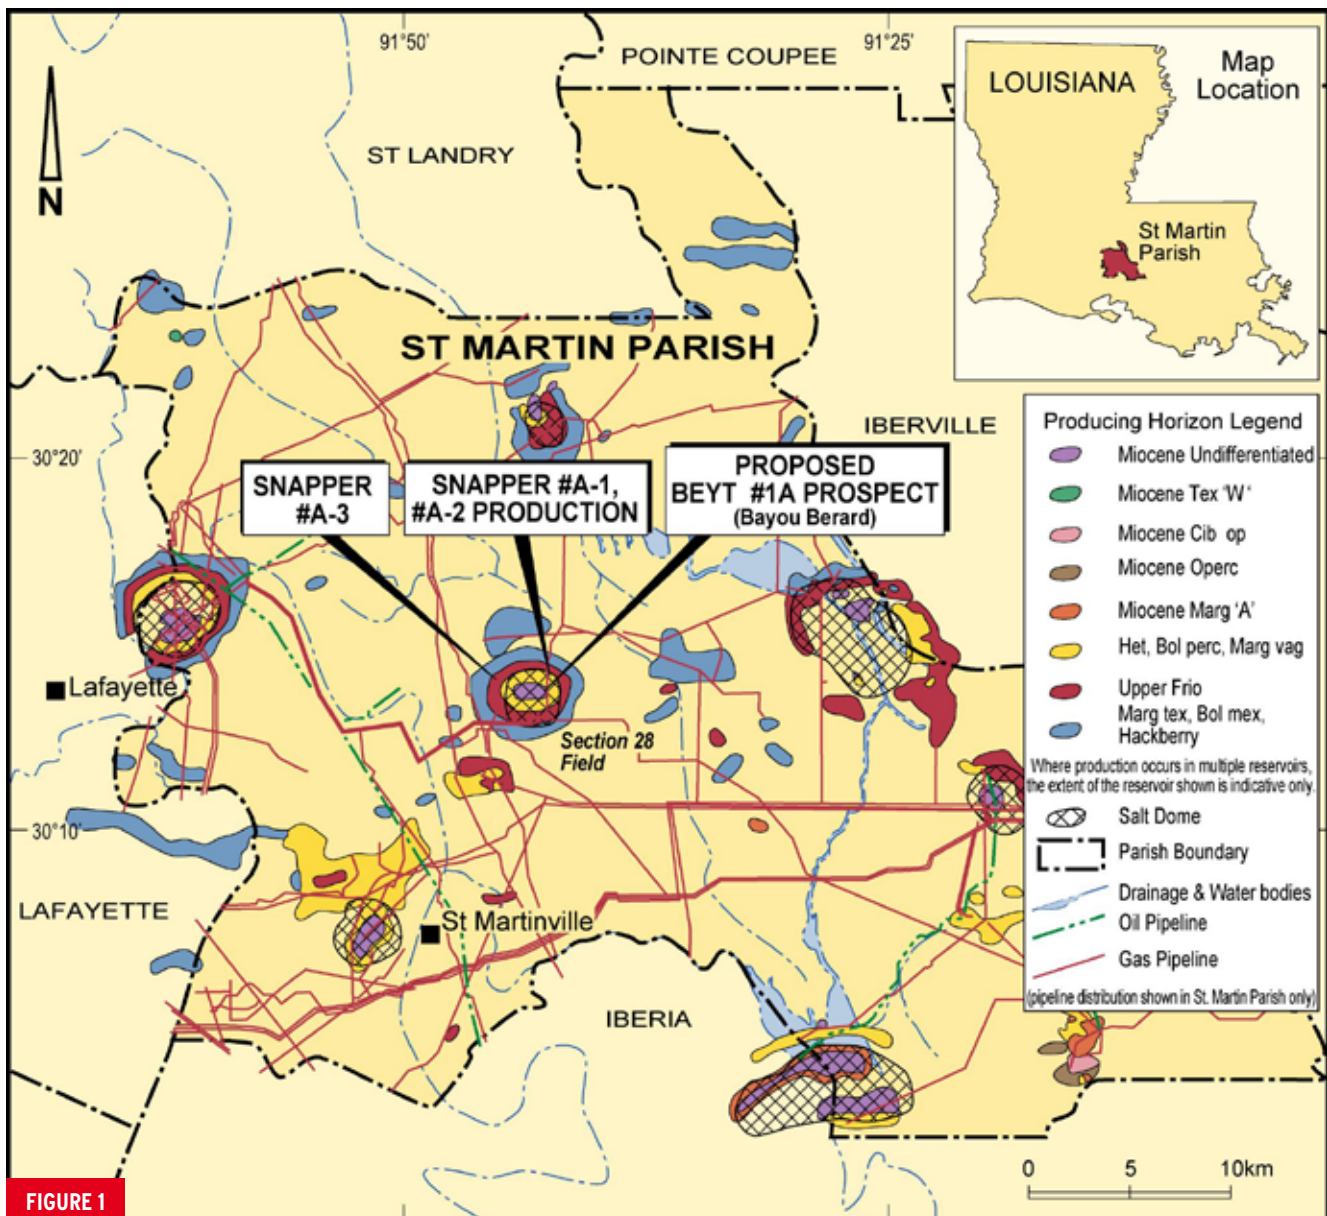 91°50'
91°25'
POINTE COUPEE
ST LANDRY
N
LOUISIANA
Map
Location
St Martin
Parish
ST MARTIN PARISH
IBERVILLE
30°20'
SNAPPER
#A-3
SNAPPER #A-1,
#A-2 PRODUCTION
PROPOSED
BEYT #1A PROSPECT
(Bayou Berard)
Lafayette
Section 28
Field
30°10'
LAFAYETTE
St Martinville
IBERIA
Producing Horizon Legend
Miocene Undifferentiated
Miocene Tex 'W'
Miocene Cib op
Miocene Operc
Miocene Marg 'A'
Het, Bol perc, Marg vag
Upper Frio
Marg tex, Bol mex,
Hackberry
Where production occurs in multiple reservoirs,
the extent of the reservoir shown is indicative only.
Salt Dome
Parish Boundary
Drainage & Water bodies
Oil Pipeline
Gas Pipeline
(pipeline distribution shown in St. Martin Parish only)
0 5 10km
FIGURE 1